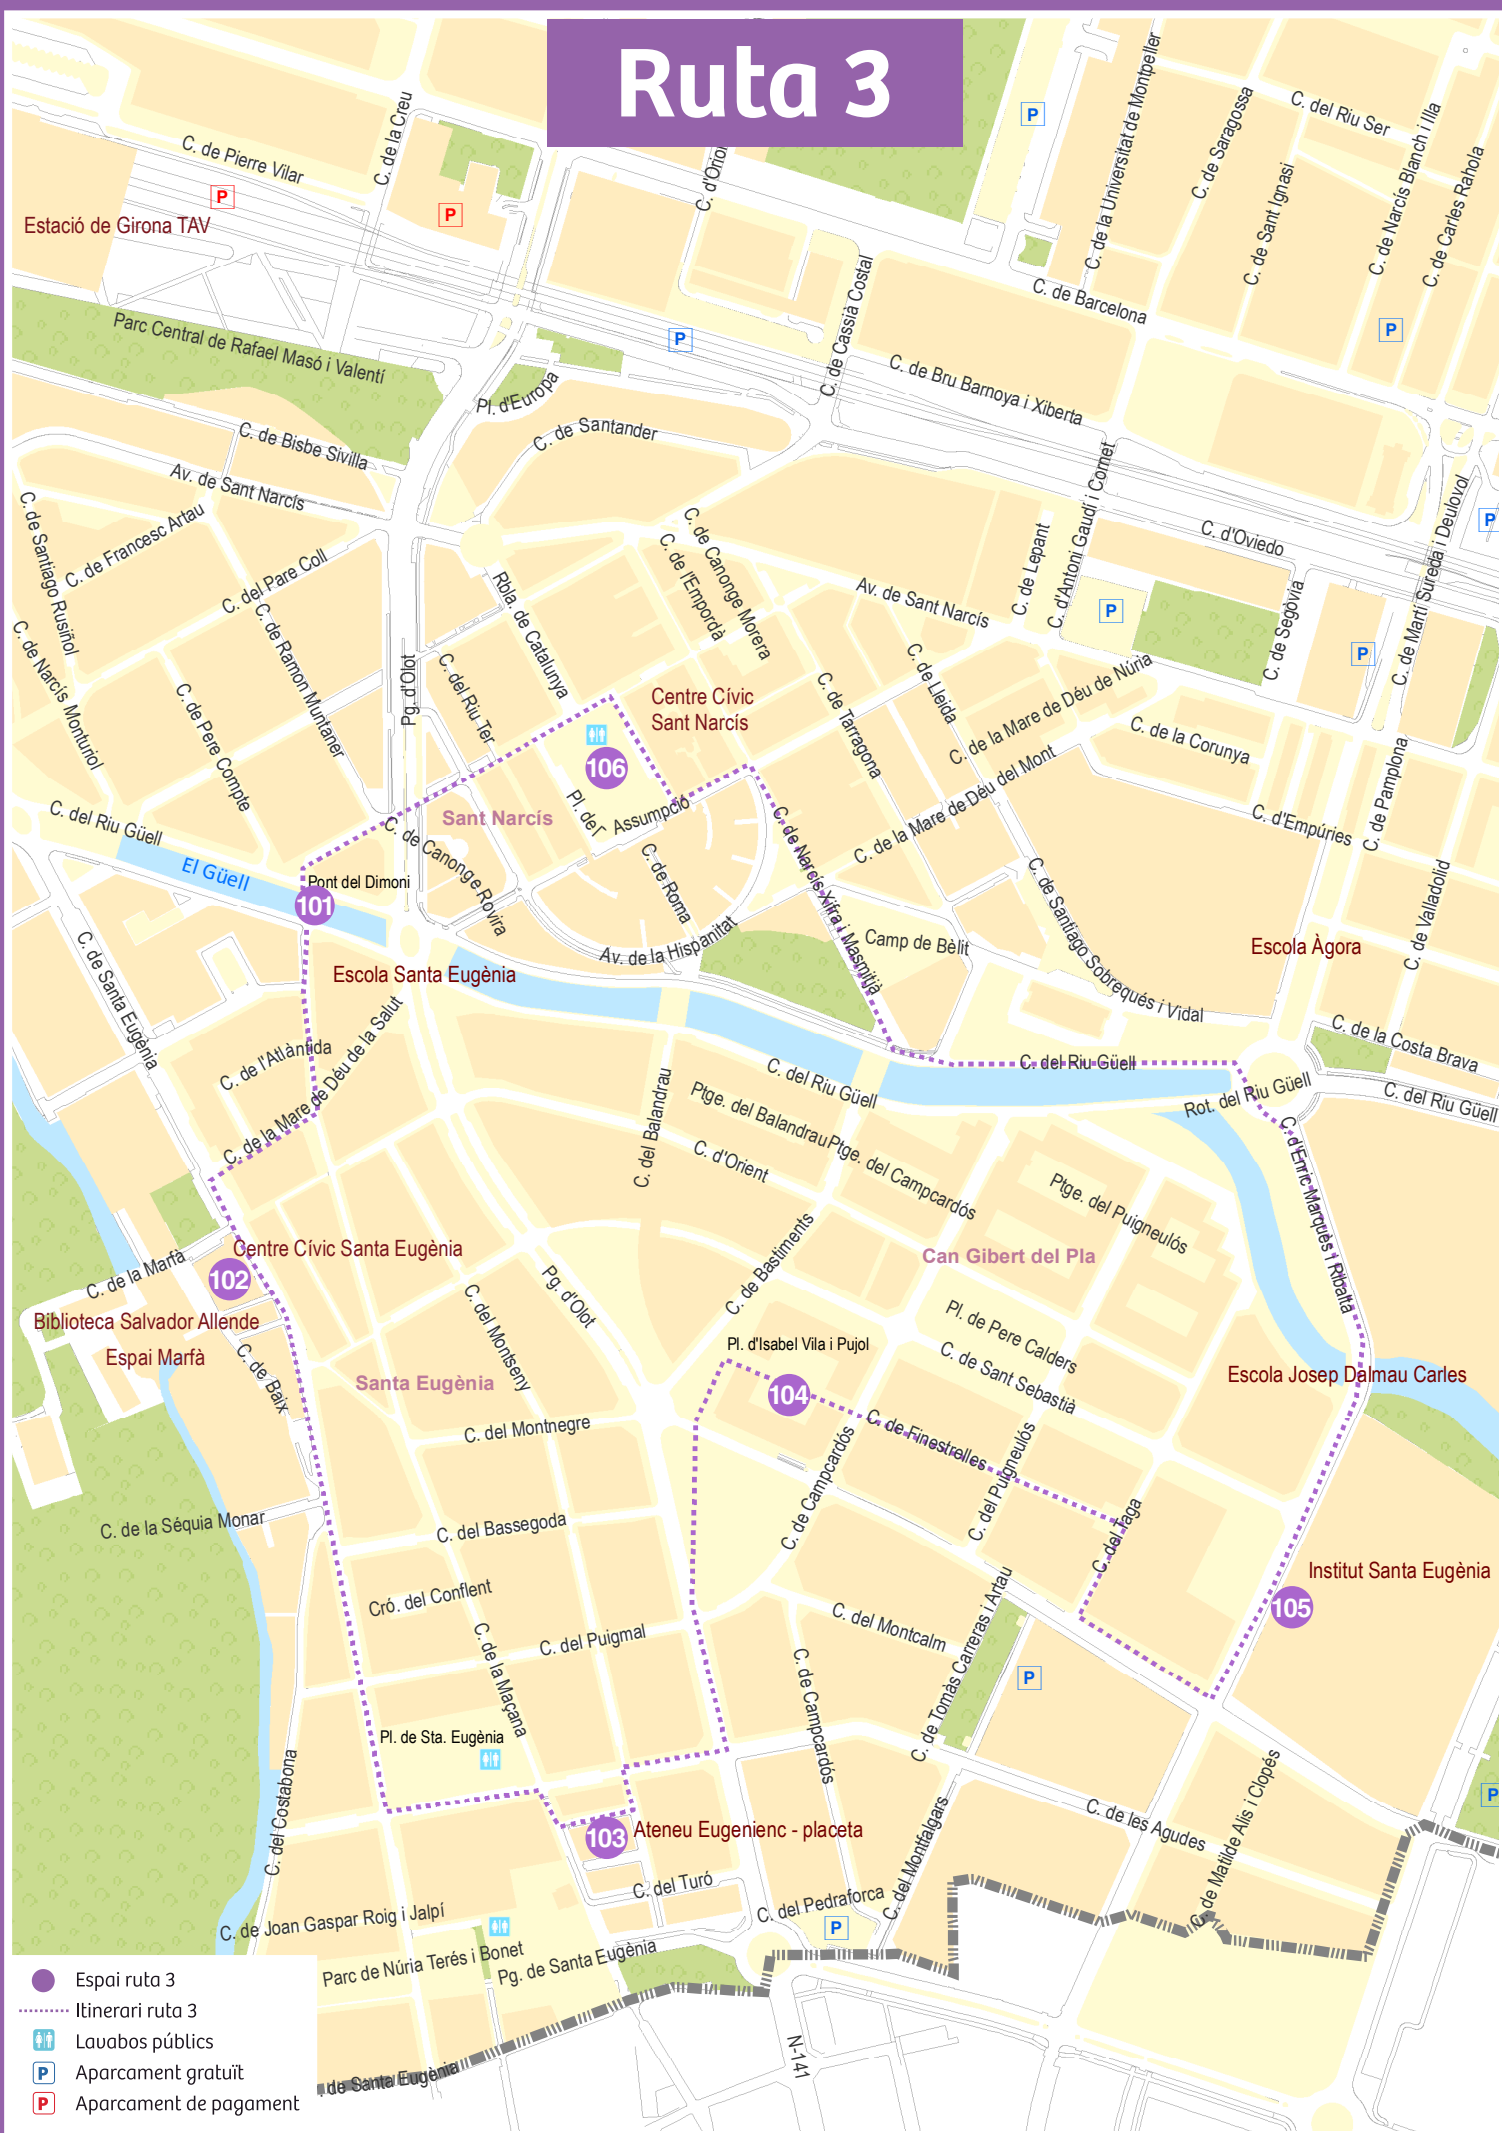 Ruta 3
C. de Pierre Vilar
C. de la Creu
C. d'Orio
C. de la Universitat de Montpeller
C. de Saragossa
C. del Riu Ser
C. de Sant Ignasi
C. de Narcís Blanch i Illa
C. de Carles Rahola
P
P
P
Estació de Girona TAV
C. de Cassià Costal
C. de Barcelona
P
P
Parc Central de Rafael Masó i Valentí
Pl. d'Europa
C. de Bru Barnoya i Xiberta
C. de Santander
C. de Bisbe Sivilla
Av. de Sant Narcís
C. d'Antoni Gaudí i Cornet
C. d'Oviedo
C. de Martí Sureda i Deulovol
P
C. de Santiago Rusiñol
C. de Francesc Artau
C. del Pare Coll
C. de Canonge Morera
C. de l'Empordà
Av. de Sant Narcís
C. de Lepant
P
C. de Segòvia
P
C. de Narcís Monturiol
C. de Ramon Muntaner
C. de Pere Compte
Pg. d'Olot
C. del Riu Ter
Rbla. de Catalunya
Centre Cívic
Sant Narcís
106
C. de Tarragona
C. de Lleida
C. de la Mare de Déu de Núria
C. de la Mare de Déu del Mont
C. de la Corunya
C. d'Empúries
C. de Pamplona
C. de Valladolid
Sant Narcís
Pl. de l'
Assumpció
C. de Canonge Rovira
C. de Roma
C. de Narcís Xifra i Masmitjà
C. del Riu Güell
El Güell
Pont del Dimoni
101
Av. de la Hispanitat
Camp de Bèlit
C. de Santiago Sobrequés i Vidal
Escola Àgora
Escola Santa Eugènia
C. de Santa Eugènia
C. de l'Atlàntida
C. de la Mare de Déu de la Salut
C. de la Costa Brava
C. del Riu Güell
C. del Riu Güell
Rot. del Riu Güell
C. del Riu Güell
C. del Balandrau
Ptge. del Balandrau
Ptge. del Campcardós
C. d'Orient
C. d'Enric Marquès i Ribalta
Ptge. del Puigneulós
Can Gibert del Pla
C. de Bastiments
Centre Cívic Santa Eugènia
C. de la Marfà
102
Biblioteca Salvador Allende
Espai Marfà
C. de Baix
Pg. d'Olot
C. del Montseny
Santa Eugènia
Pl. d'Isabel Vila i Pujol
104
Pl. de Pere Calders
C. de Sant Sebastià
Escola Josep Dalmau Carles
C. del Montnegre
C. de Finestrelles
C. de Campcardós
C. del Puigneulós
C. del Taga
C. de la Séquia Monar
C. del Bassegoda
Institut Santa Eugènia
105
Cró. del Conflent
C. del Puigmal
C. de la Maçana
C. del Montcalm
C. de Tomàs Carreras i Artau
C. de Campcardós
P
Pl. de Sta. Eugènia
C. del Costabona
103
Ateneu Eugenienc - placeta
C. de les Agudes
C. de Matilde Alis i Clopés
P
C. del Montfalgars
C. del Turó
C. del Pedraforca
P
C. de Joan Gaspar Roig i Jalpí
Parc de Núria Terés i Bonet
Pg. de Santa Eugènia
N-141
. de Santa Eugènia
Espai ruta 3
Itinerari ruta 3
Lavabos públics
P Aparcament gratuït
P Aparcament de pagament